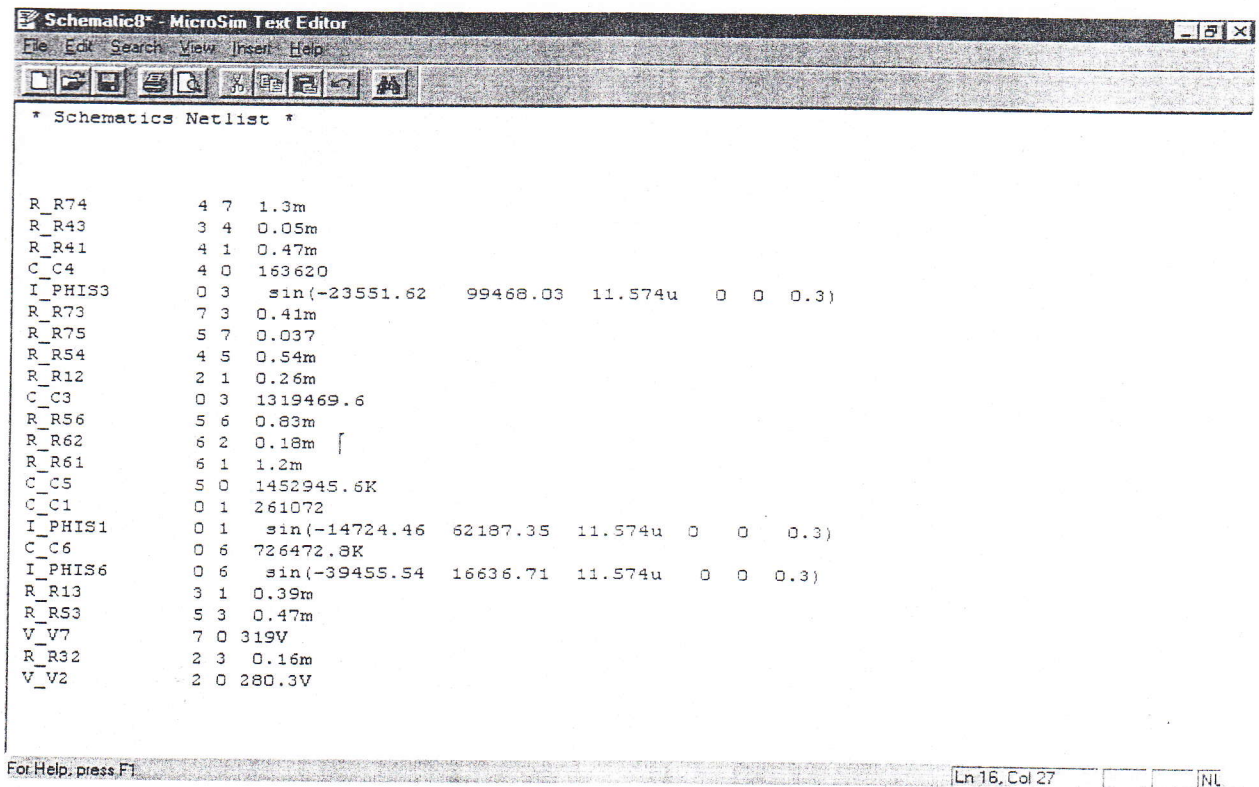 Schematic8* - MicroSim Text Editor
File Edit Search View Insert Help
* Schematics Netlist *
R_R74 4 7 1.3m
R_R43 3 4 0.05m
R_R41 4 1 0.47m
C_C4 4 0 163620
I_PHIS3 0 3 sin(-23551.62 99468.03 11.574u 0 0 0.3)
R_R73 7 3 0.41m
R_R75 5 7 0.037
R_R54 4 5 0.54m
R_R12 2 1 0.26m
C_C3 0 3 1319469.6
R_R56 5 6 0.83m
R_R62 6 2 0.18m
R_R61 6 1 1.2m
C_C5 5 0 1452945.6K
C_C1 0 1 261072
I_PHIS1 0 1 sin(-14724.46 62187.35 11.574u 0 0 0.3)
C_C6 0 6 726472.8K
I_PHIS6 0 6 sin(-39455.54 16636.71 11.574u 0 0 0.3)
R_R13 3 1 0.39m
R_R53 5 3 0.47m
V_V7 7 0 319V
R_R32 2 3 0.16m
V_V2 2 0 280.3V
For Help, press F1 Ln 16, Col 27